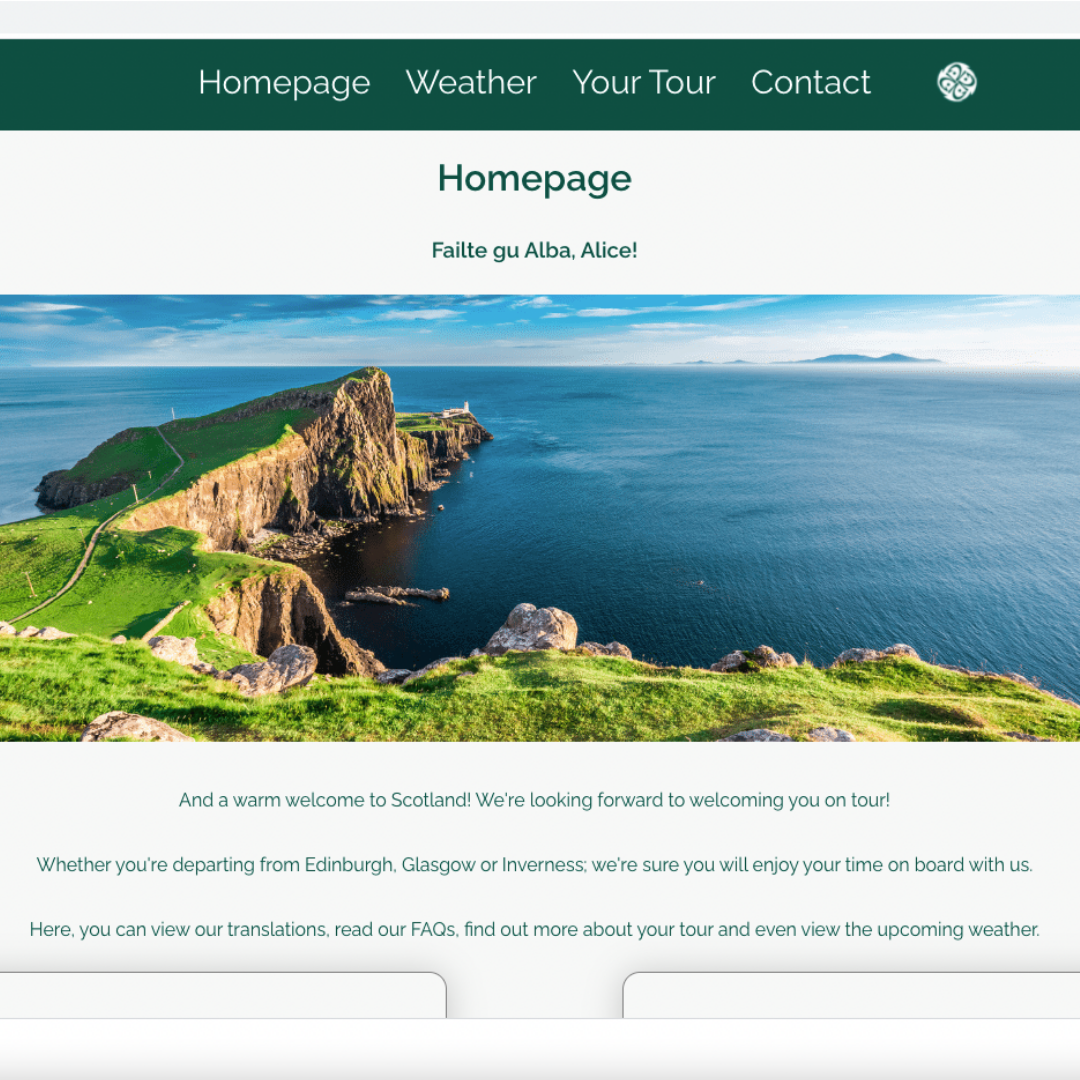 Homepage Weather Your Tour Contact
Homepage
Failte gu Alba, Alice!
And a warm welcome to Scotland! We're looking forward to welcoming you on tour!
Whether you're departing from Edinburgh, Glasgow or Inverness; we're sure you will enjoy your time on board with us.
Here, you can view our translations, read our FAQs, find out more about your tour and even view the upcoming weather.